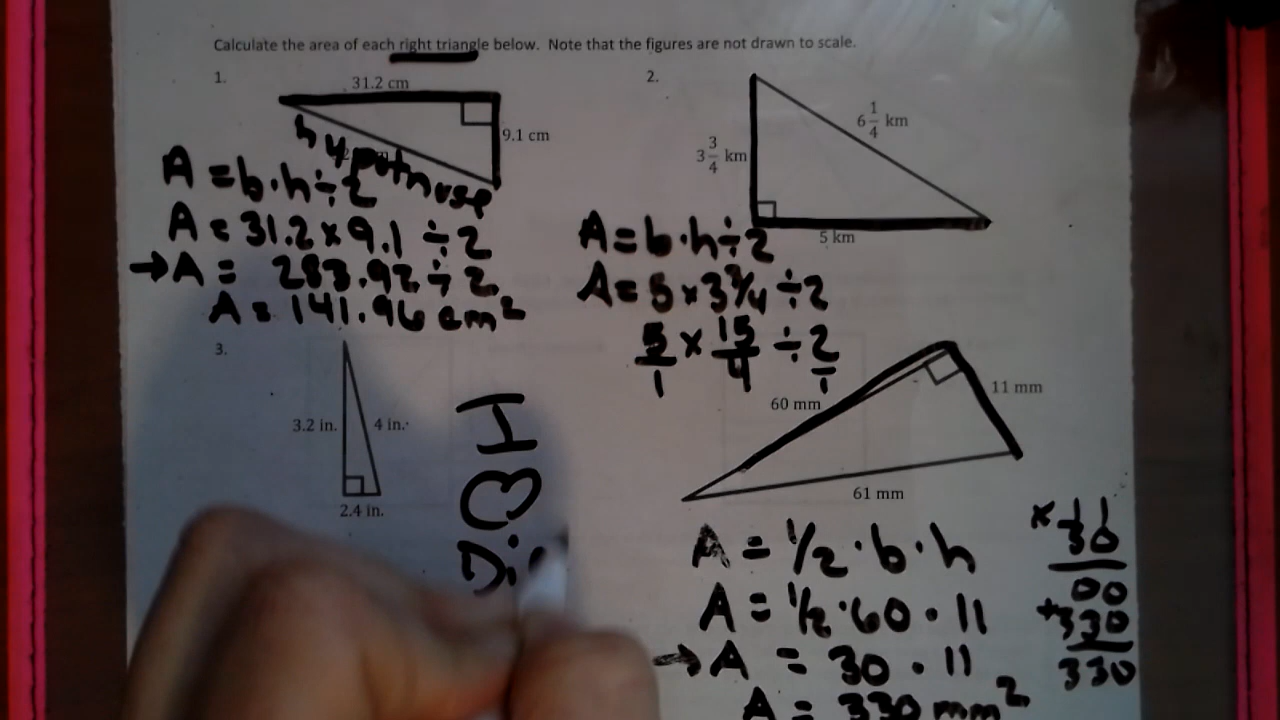 Calculate the area of each right triangle below. Note that the figures are not drawn to scale.
1.
31.2 cm
9.1 cm
hypotnuse
A = b·h÷2
A = 31.2×9.1 ÷2
→A = 283.92÷2
A = 141.96 cm²
2.
6 1/4 km
3 3/4 km
5 km
A = b·h÷2
A = 5 × 3 3/4 ÷2
5/1 × 15/4 ÷ 2/1
3.
3.2 in.
4 in.
2.4 in.
60 mm
11 mm
61 mm
A = 1/2 · b · h
A = 1/2 · 60 · 11
→ A = 30 · 11
A = 330 mm²
× 11
30
00
+330
330